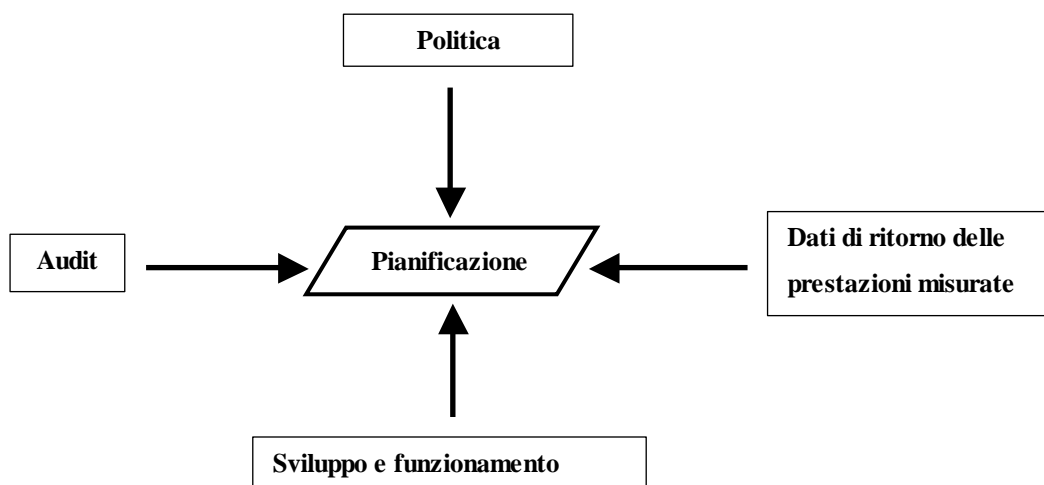 Politica
Audit
Pianificazione
Dati di ritorno delle
prestazioni misurate
Sviluppo e funzionamento